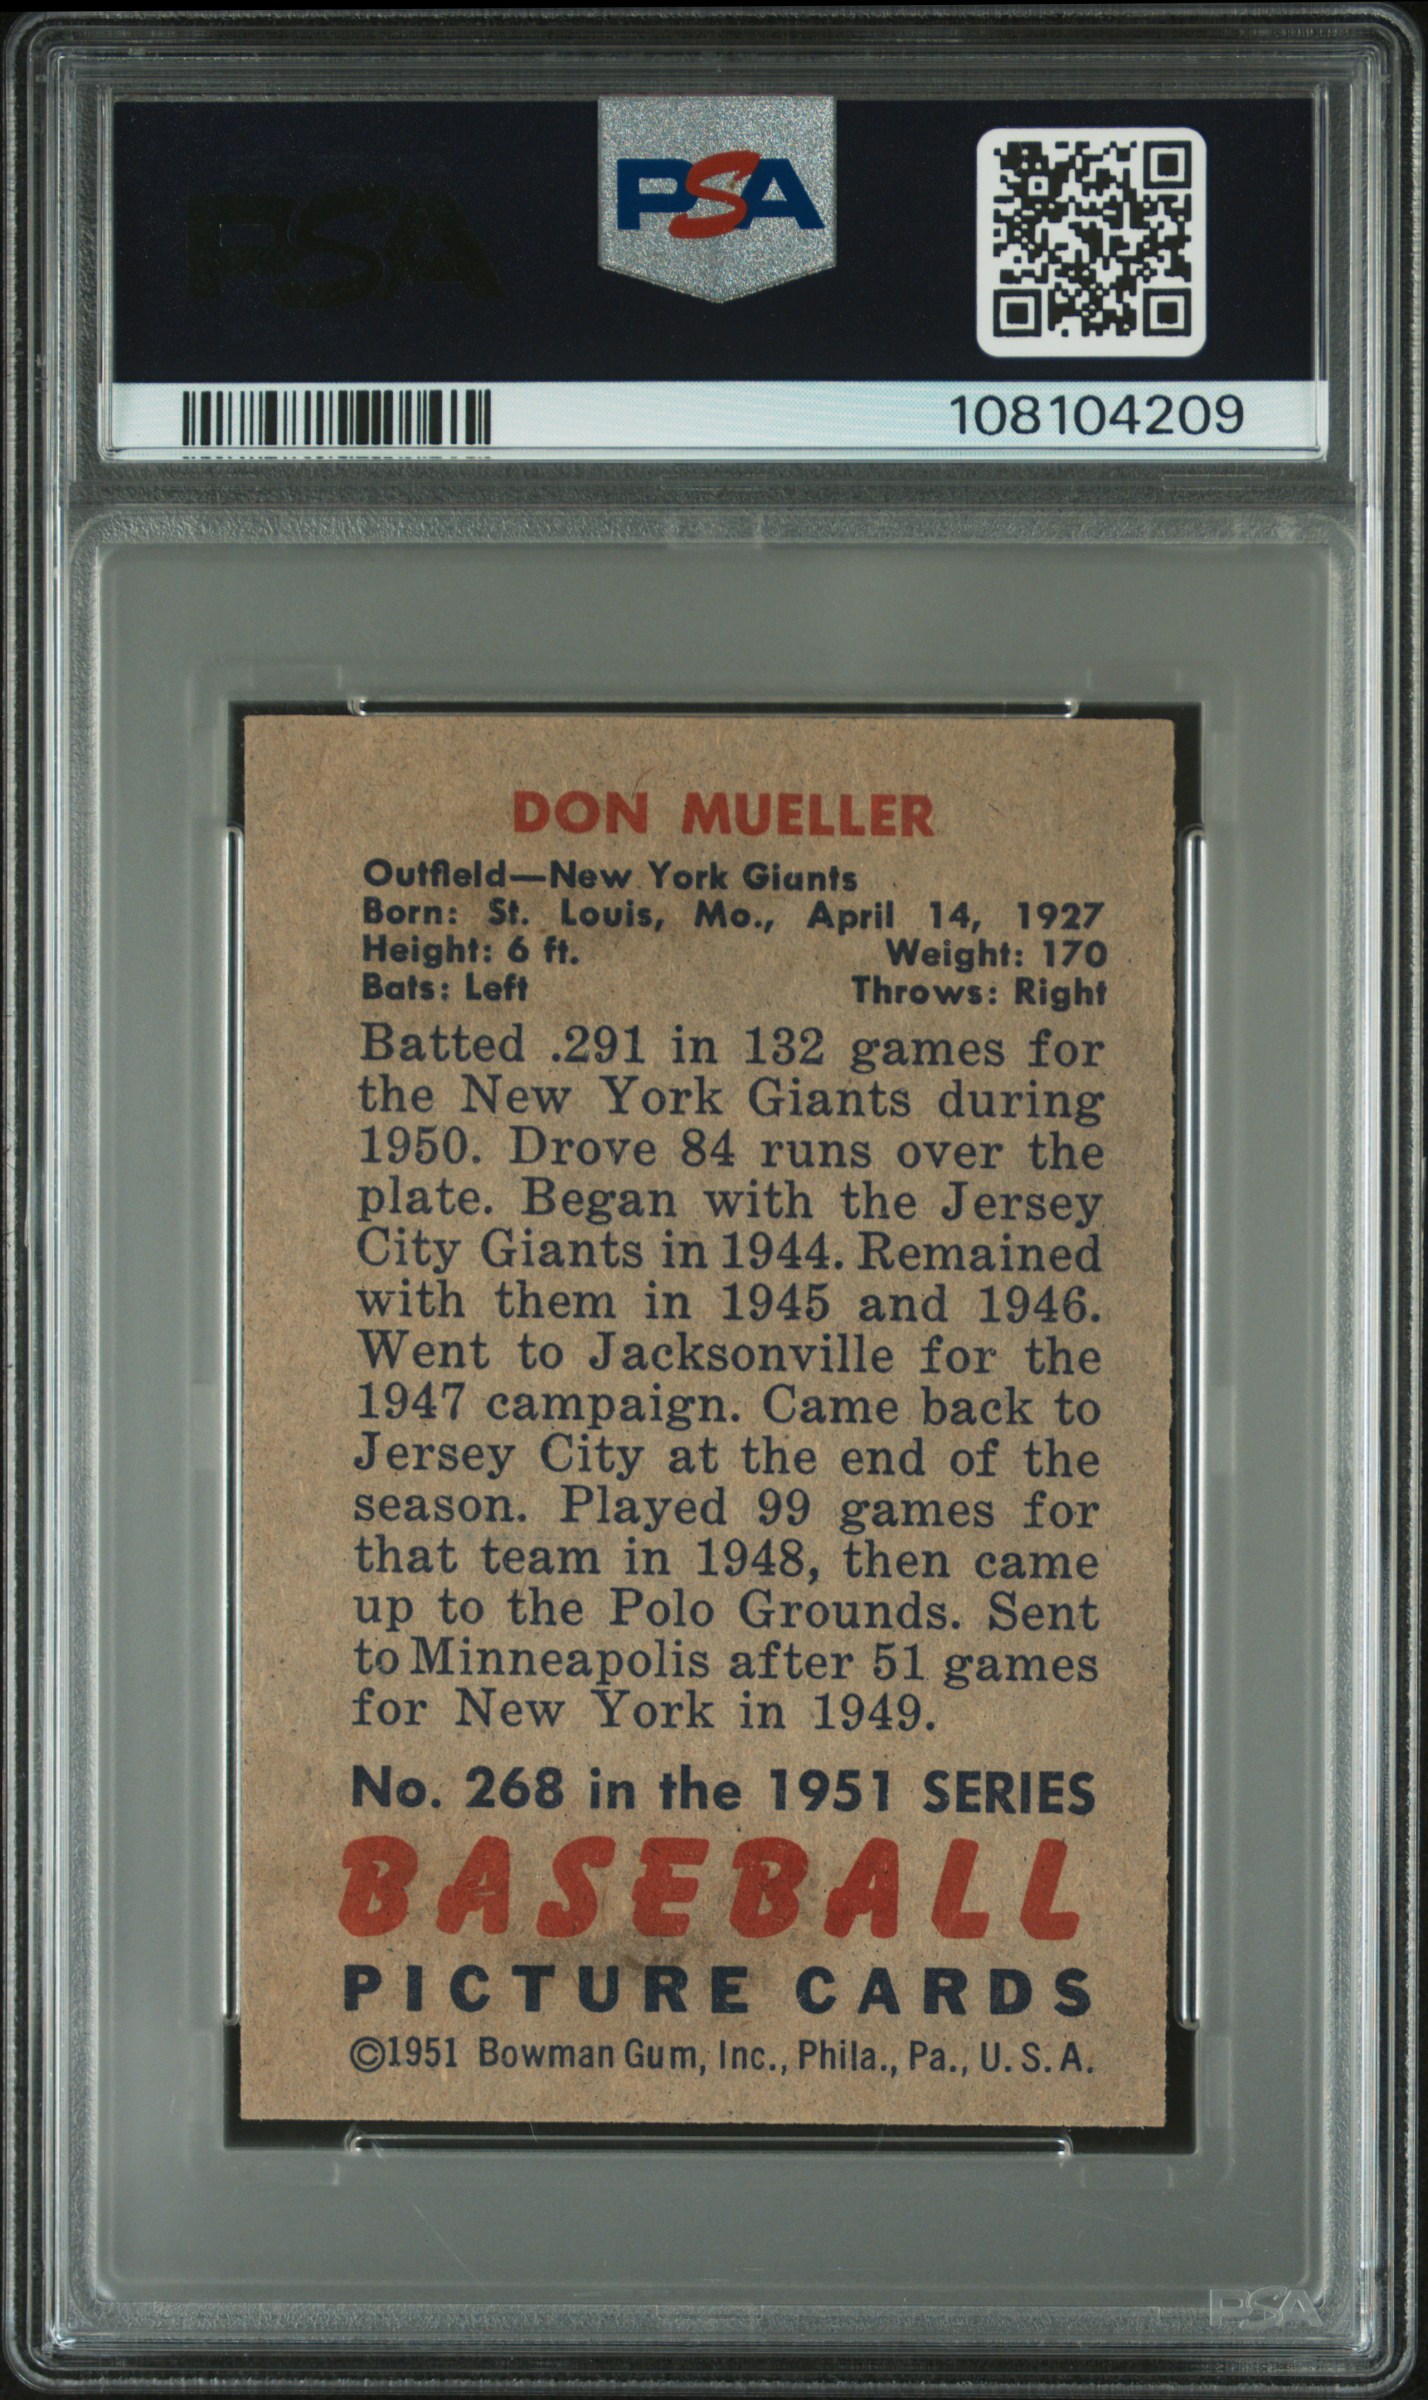 PSA
PSA
108104209
DON MUELLER
Outfield—New York Giants
Born: St. Louis, Mo., April 14, 1927
Height: 6 ft. Weight: 170
Bats: Left Throws: Right
Batted .291 in 132 games for
the New York Giants during
1950. Drove 84 runs over the
plate. Began with the Jersey
City Giants in 1944. Remained
with them in 1945 and 1946.
Went to Jacksonville for the
1947 campaign. Came back to
Jersey City at the end of the
season. Played 99 games for
that team in 1948, then came
up to the Polo Grounds. Sent
to Minneapolis after 51 games
for New York in 1949.
No. 268 in the 1951 SERIES
BASEBALL
PICTURE CARDS
©1951 Bowman Gum, Inc., Phila., Pa., U. S. A.
PSA